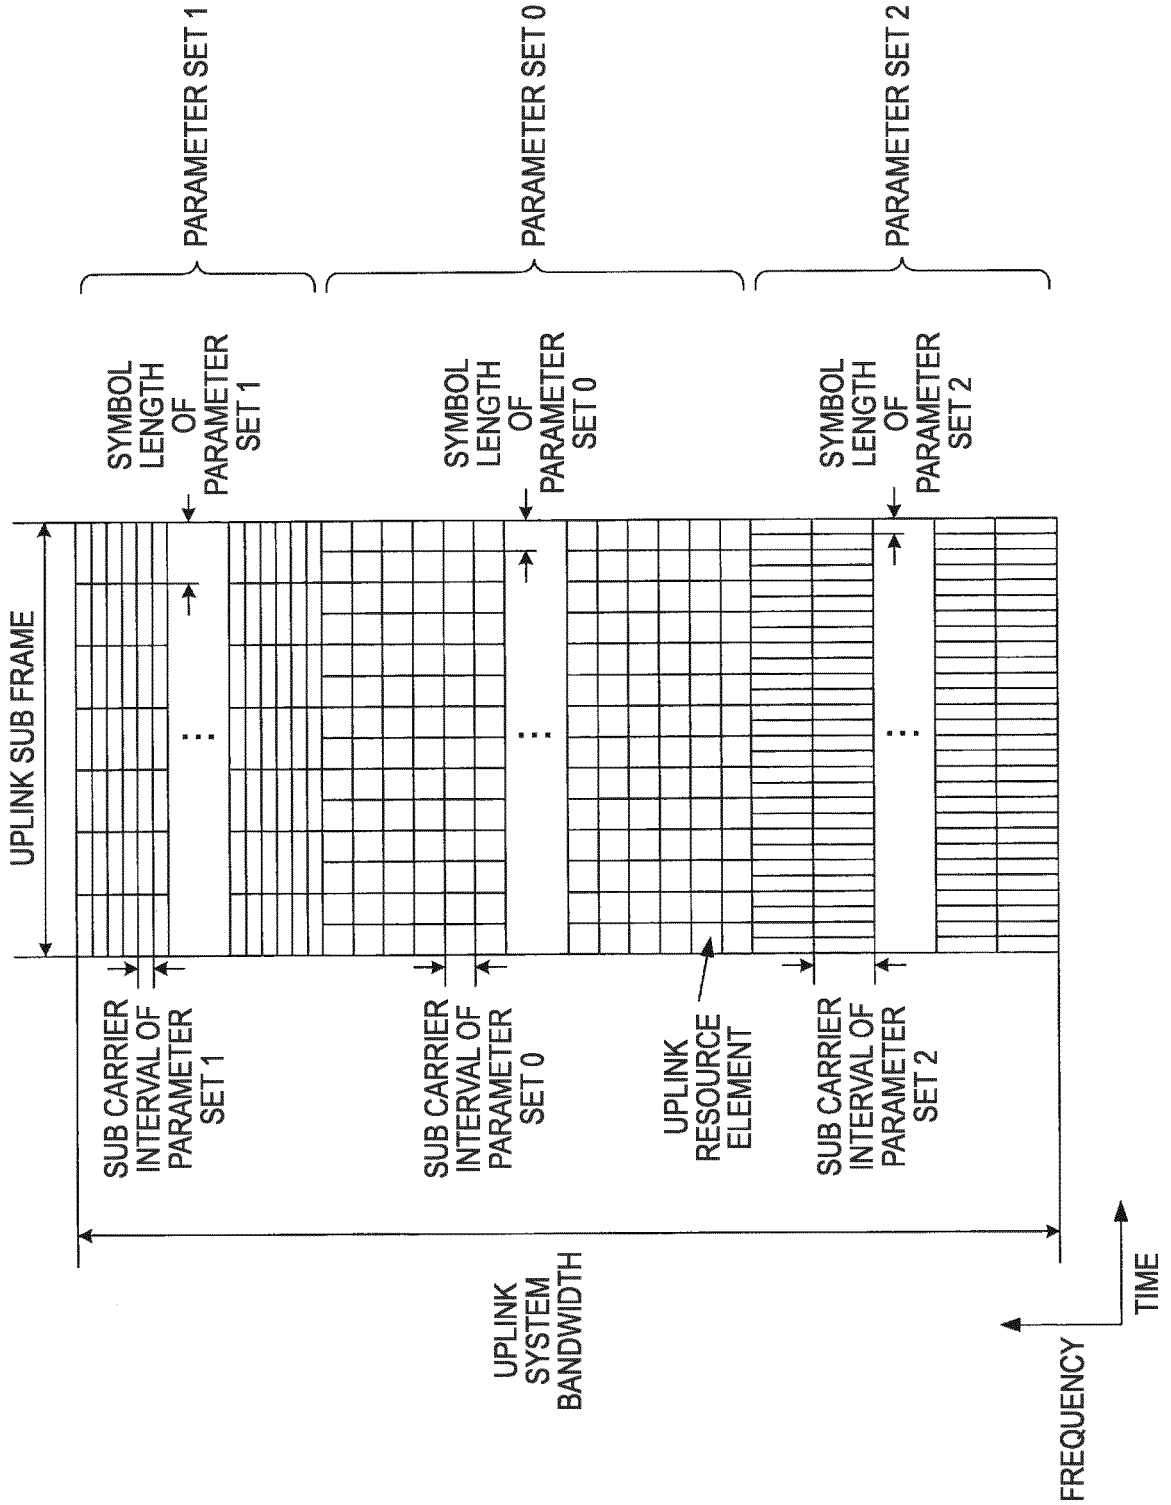 UPLINK SUB FRAME
SUB CARRIER
INTERVAL OF
PARAMETER
SET 1
SYMBOL
LENGTH
OF
PARAMETER
SET 1
PARAMETER SET 1
SUB CARRIER
INTERVAL OF
PARAMETER
SET 0
SYMBOL
LENGTH
OF
PARAMETER
SET 0
PARAMETER SET 0
UPLINK
RESOURCE
ELEMENT
SUB CARRIER
INTERVAL OF
PARAMETER
SET 2
SYMBOL
LENGTH
OF
PARAMETER
SET 2
PARAMETER SET 2
UPLINK
SYSTEM
BANDWIDTH
FREQUENCY
TIME